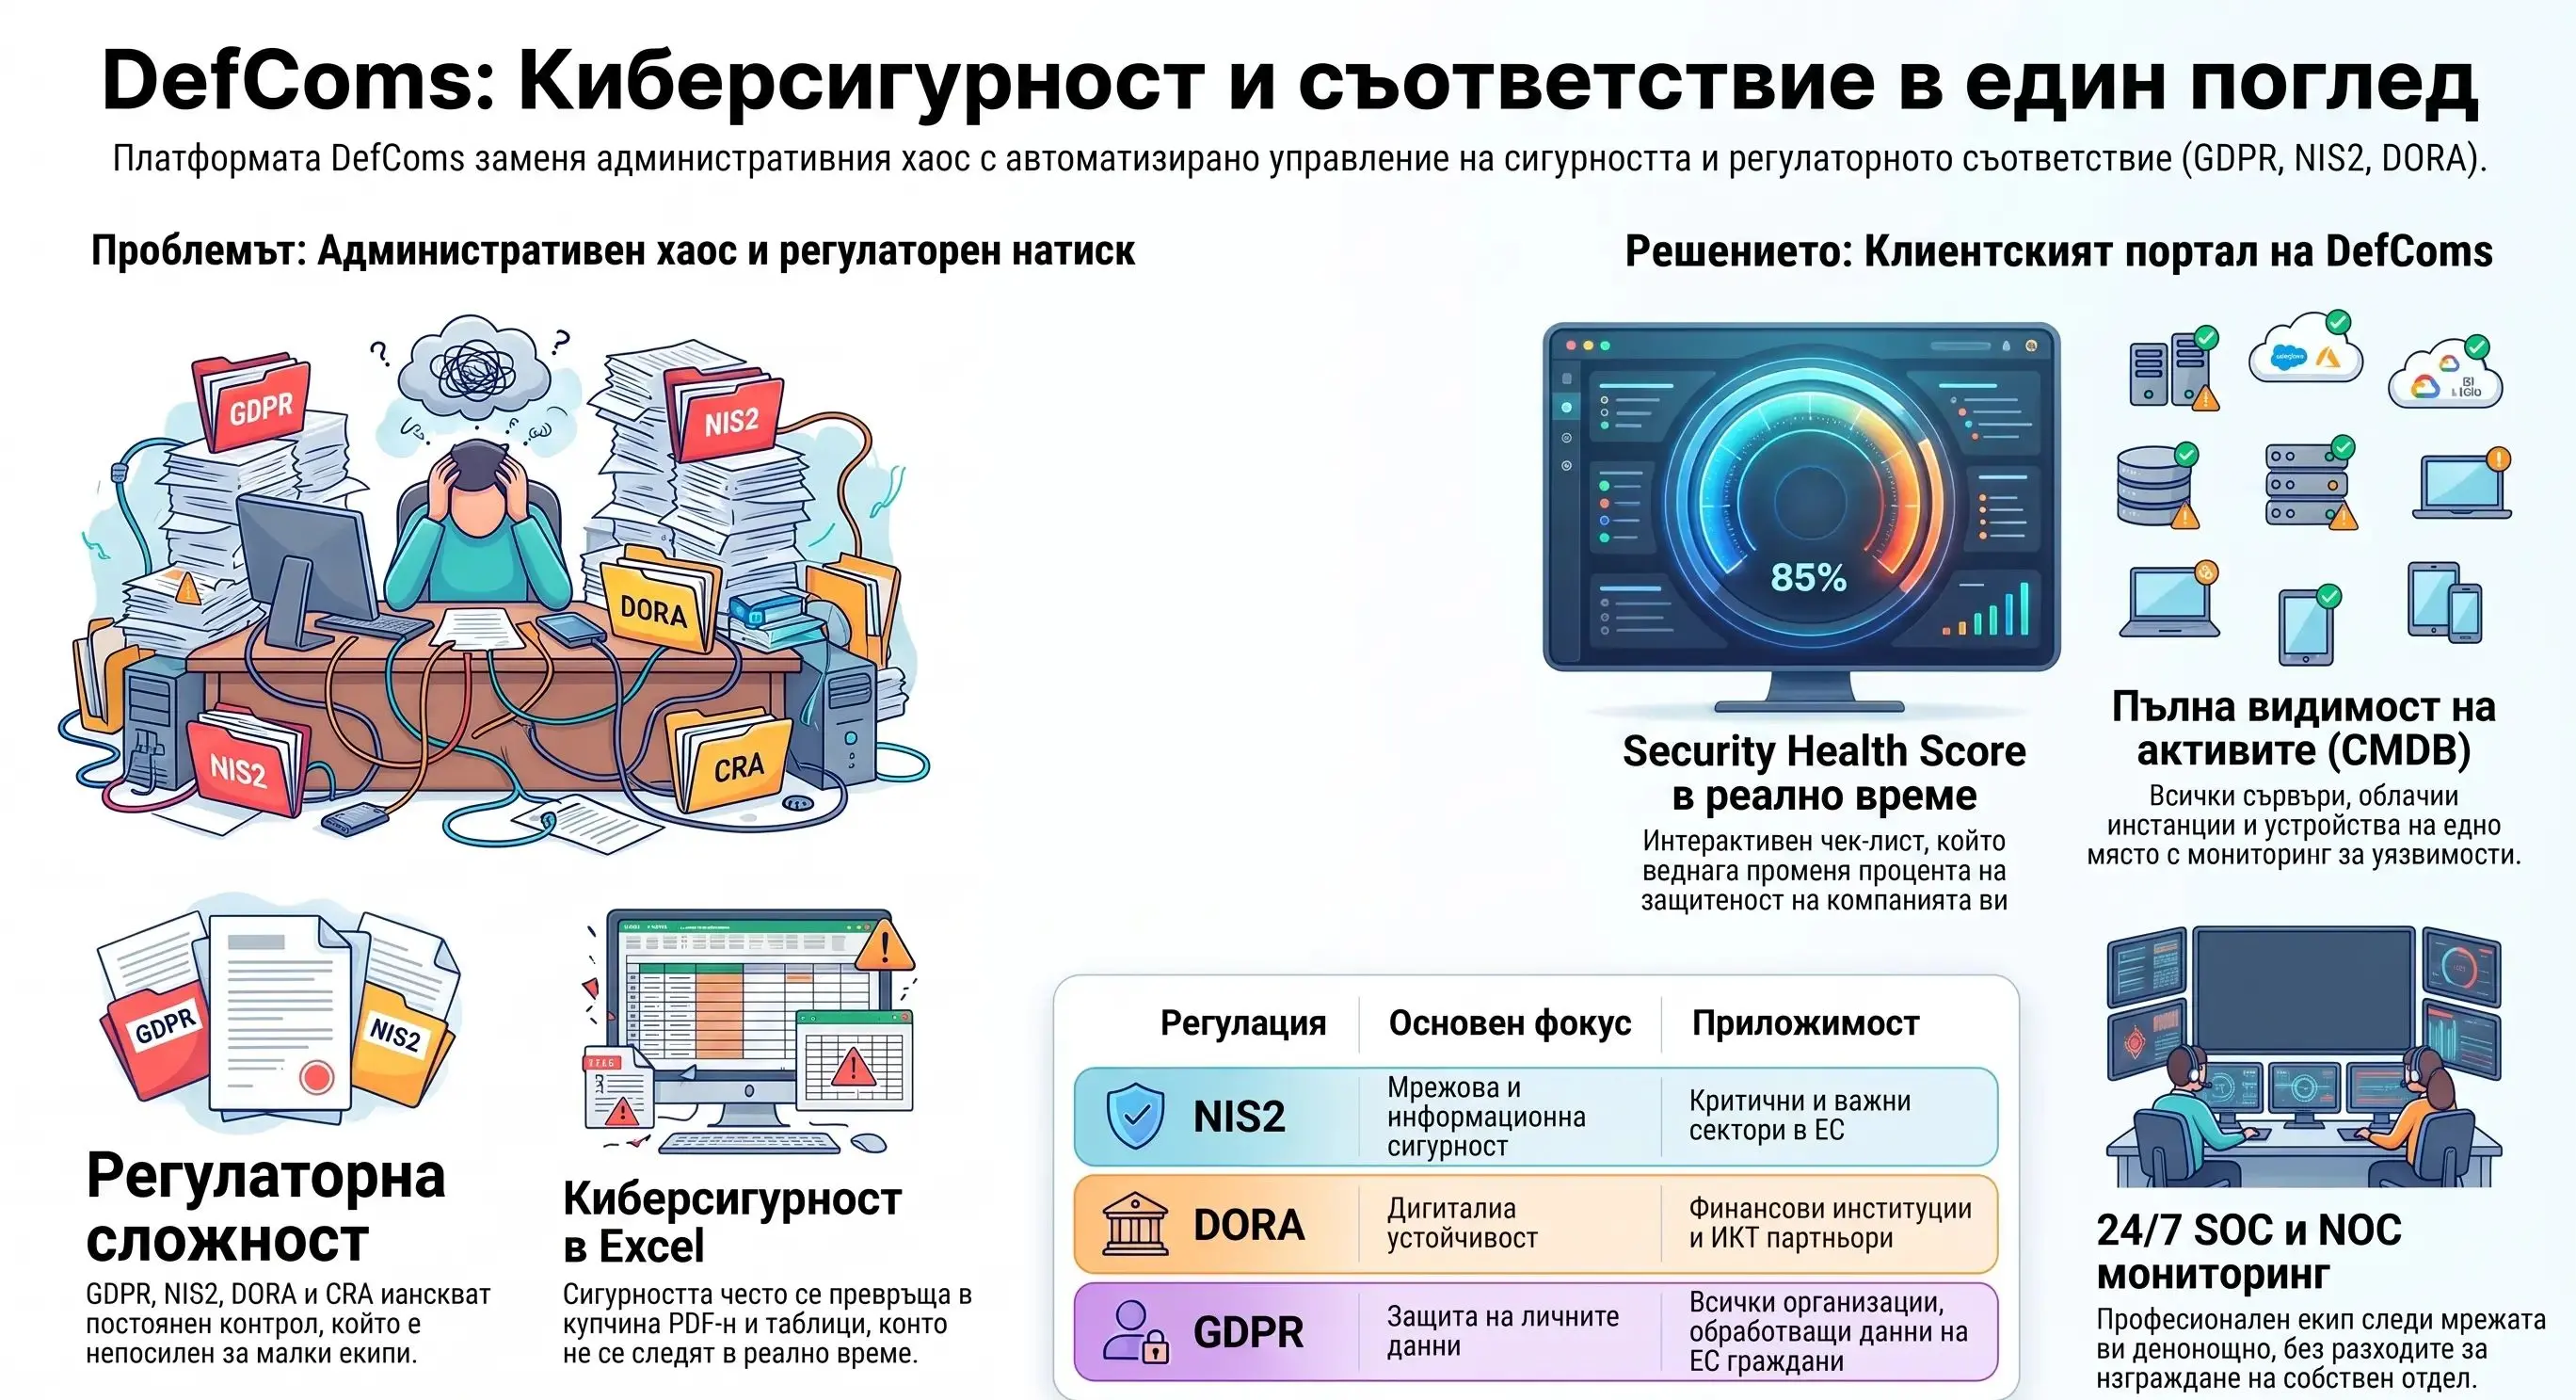 DefComs: Киберсигурност и съответствие в един поглед
Платформата DefComs заменя административния хаос с автоматизирано управление на сигурността и регулаторното съответствие (GDPR, NIS2, DORA).
Проблемът: Административен хаос и регулаторен натиск
GDPR
NIS2
DORA
NIS2
CRA
GDPR
NIS2
Регулаторна
сложност
GDPR, NIS2, DORA и CRA ианскват
постоянен контрол, който е
непосилен за малки екипи.
Киберсигурност
в Excel
Сигурността често се превръща в
купчина PDF-н и таблици, конто
не се следят в реално време.
Решението: Клиентският портал на DefComs
85%
Security Health Score
в реално време
Интерактивен чек-лист, който
веднага променя процента на
защитеност на компанията ви
Пълна видимост на
активите (CMDB)
Всички сървъри, облачии
инстанции и устройства на едно
място с мониторинг за уязвимости.
Регулация Основен фокус Приложимост
NIS2
Мрежова и
информационна
сигурност
Критични и важни
сектори в ЕС
DORA
Дигиталиа
устойчивост
Финансови институции
и ИКТ партньори
GDPR
Защита на личните
данни
Всички организации,
обработващи данни на
ЕС граждани
24/7 SOC и NOC
мониторинг
Професионален екип следи мрежата
ви денонощно, без разходите за
изграждане на собствен отдел.